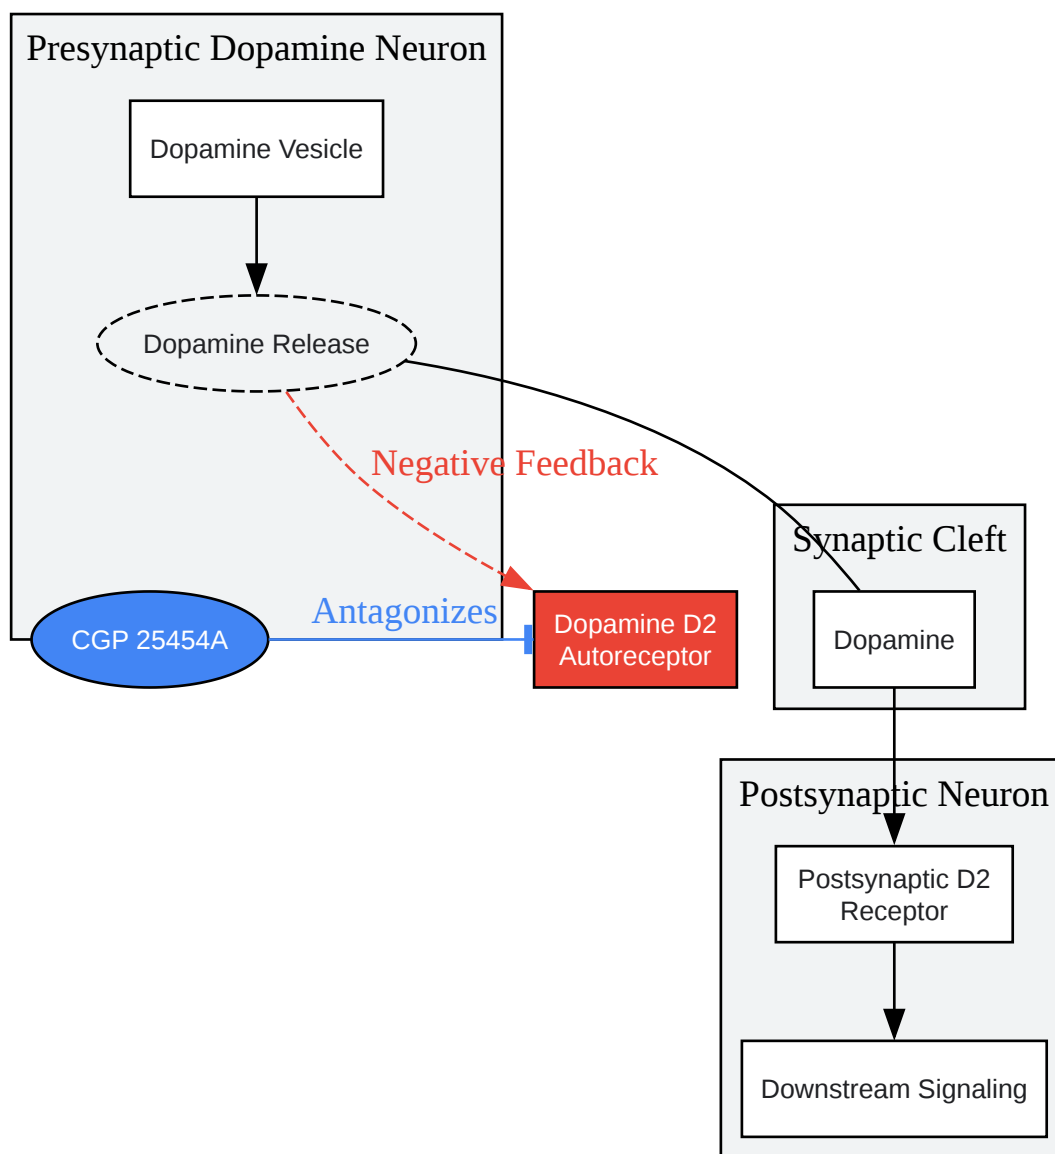 Presynaptic Dopamine Neuron
Dopamine Vesicle
Dopamine Release
Negative Feedback
Synaptic Cleft
CGP 25454A
Antagonizes
Dopamine D2
Autoreceptor
Dopamine
Postsynaptic Neuron
Postsynaptic D2
Receptor
Downstream Signaling